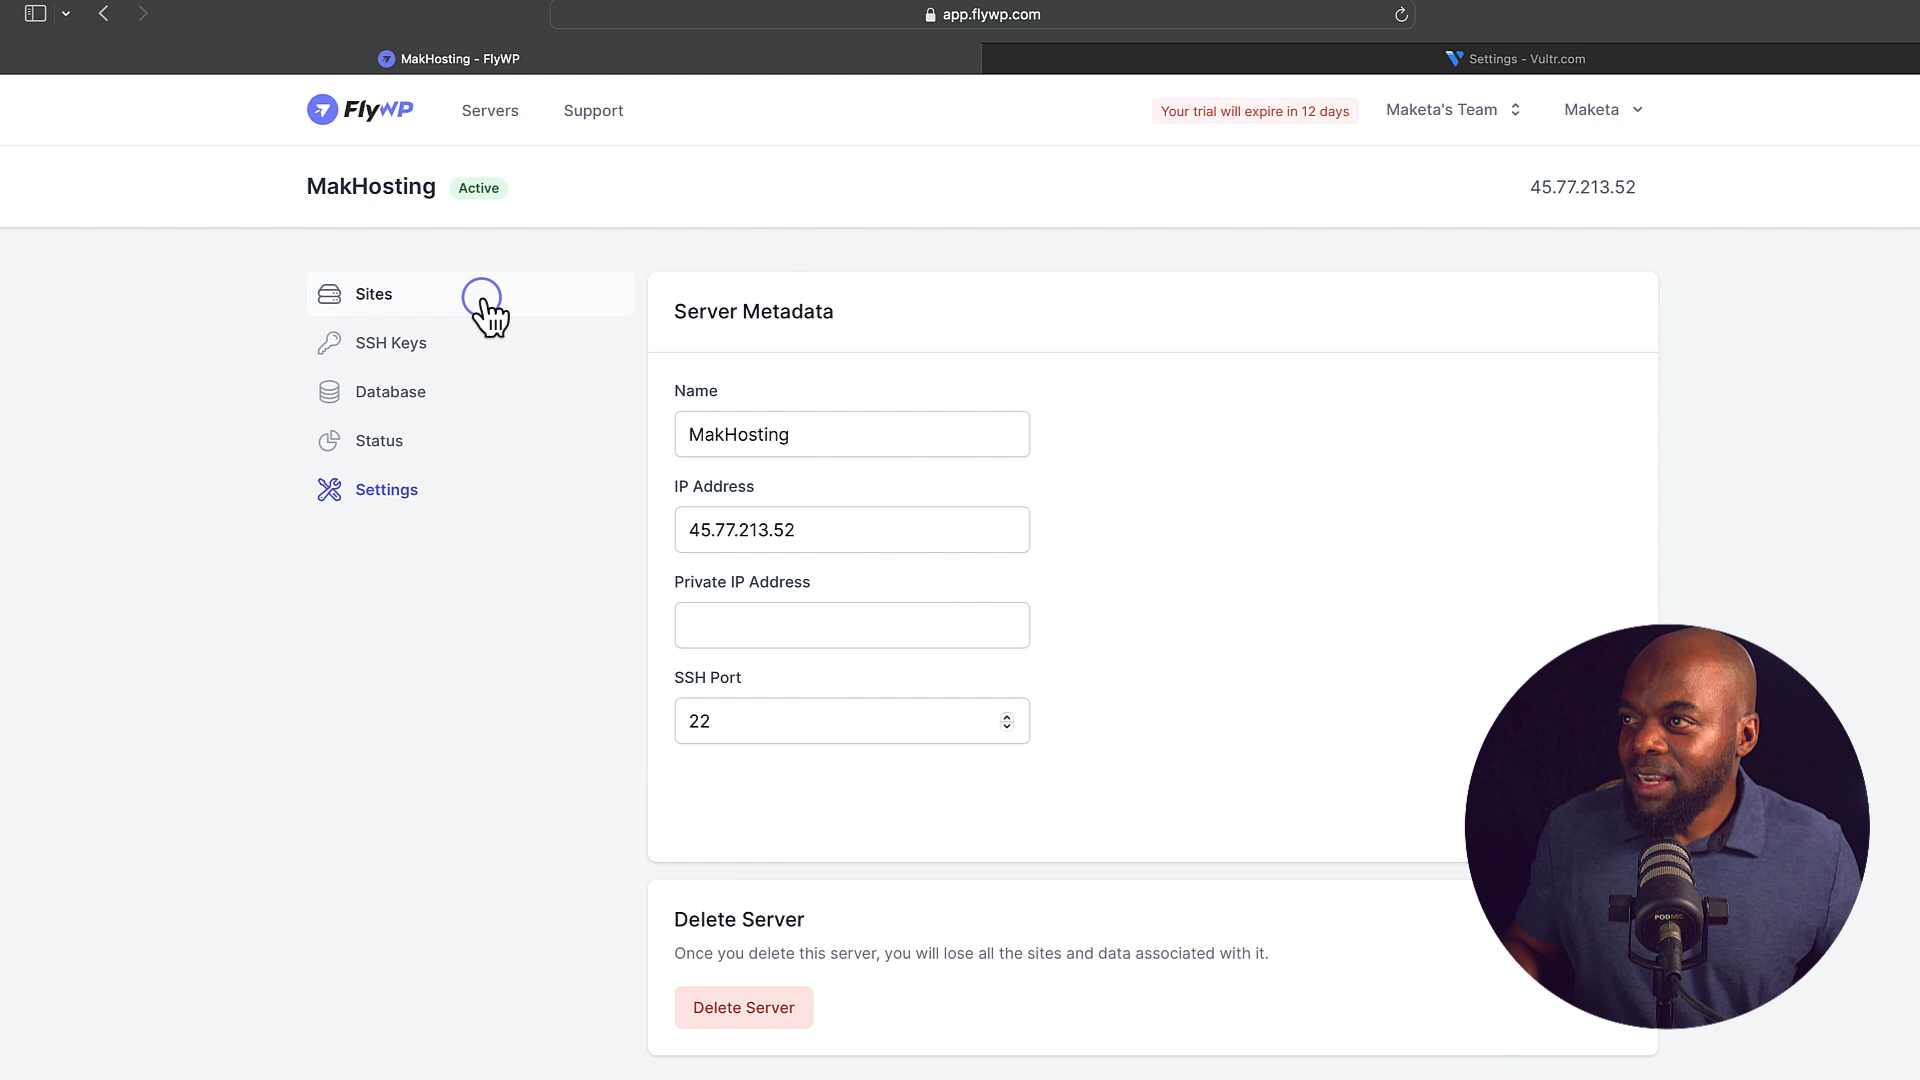 app.flywp.com
MakHosting - FlyWP
Settings - Vultr.com
FlyWP
Servers
Support
Your trial will expire in 12 days
Maketa's Team
Maketa
MakHosting
Active
45.77.213.52
Sites
SSH Keys
Database
Status
Settings
Server Metadata
Name
MakHosting
IP Address
45.77.213.52
Private IP Address
SSH Port
22
Delete Server
Once you delete this server, you will lose all the sites and data associated with it.
Delete Server
PODMIC